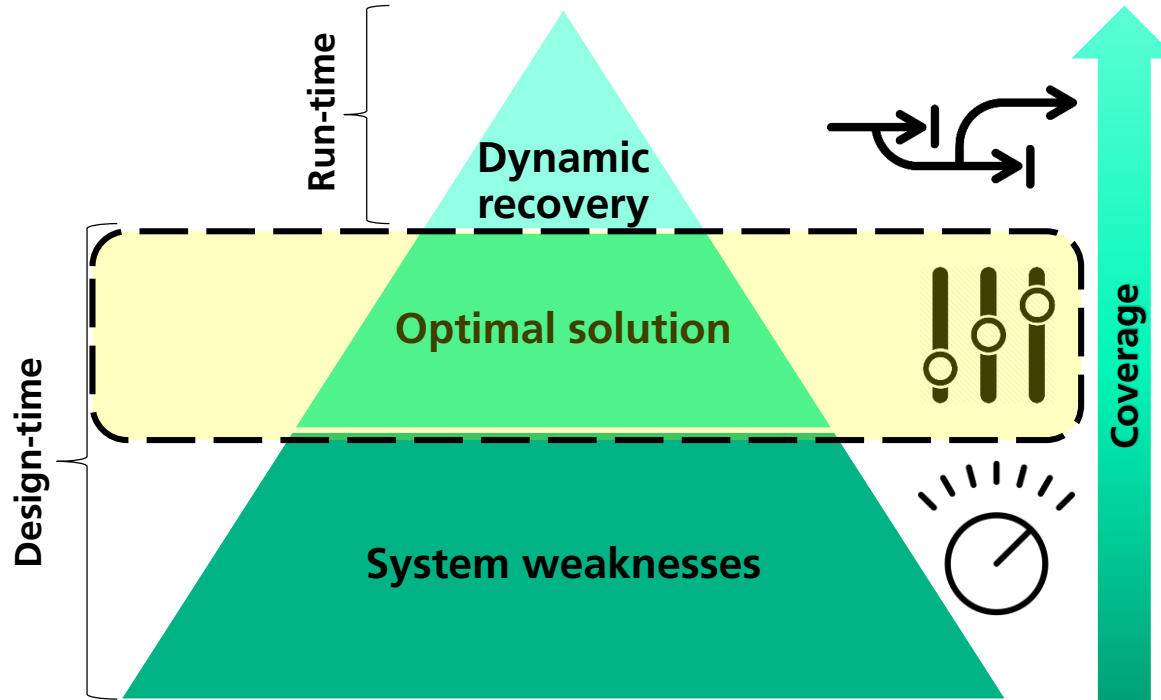 Run-time
Dynamic
recovery
Optimal solution
Design-time
Coverage
System weaknesses